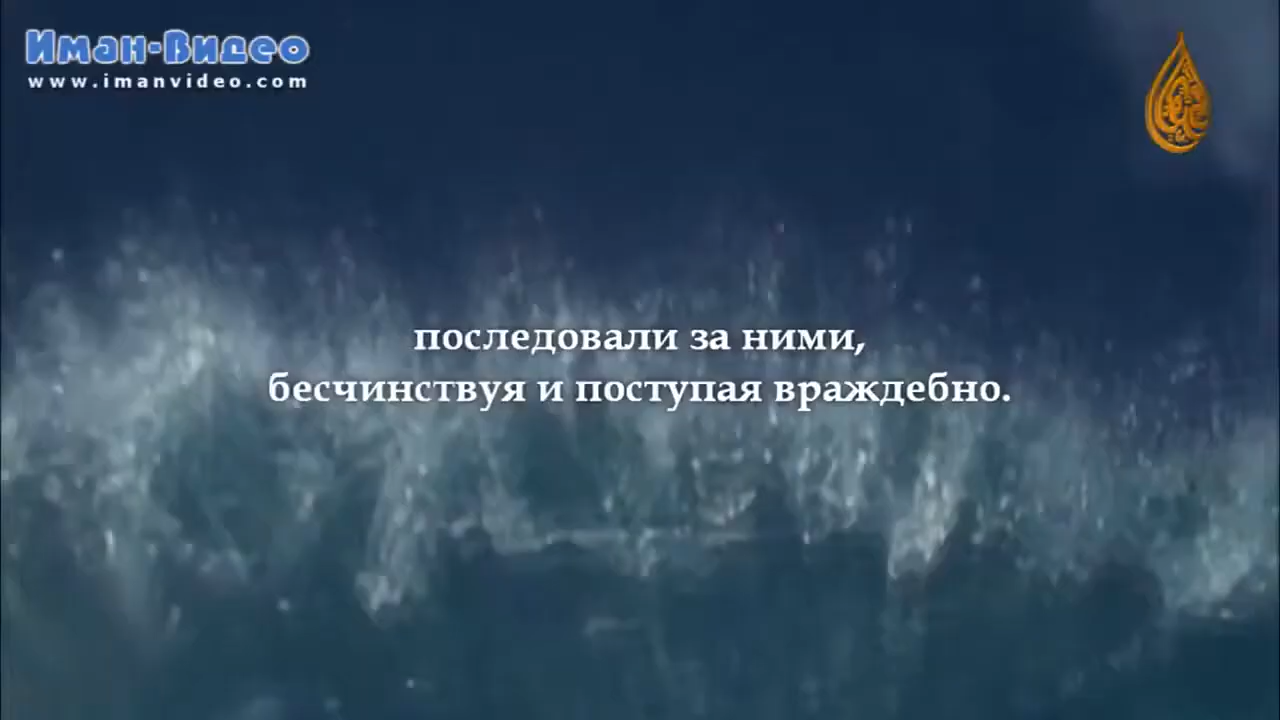 Иман-Видео
www.imanvideo.com
последовали за ними,
бесчинствуя и поступая враждебно.